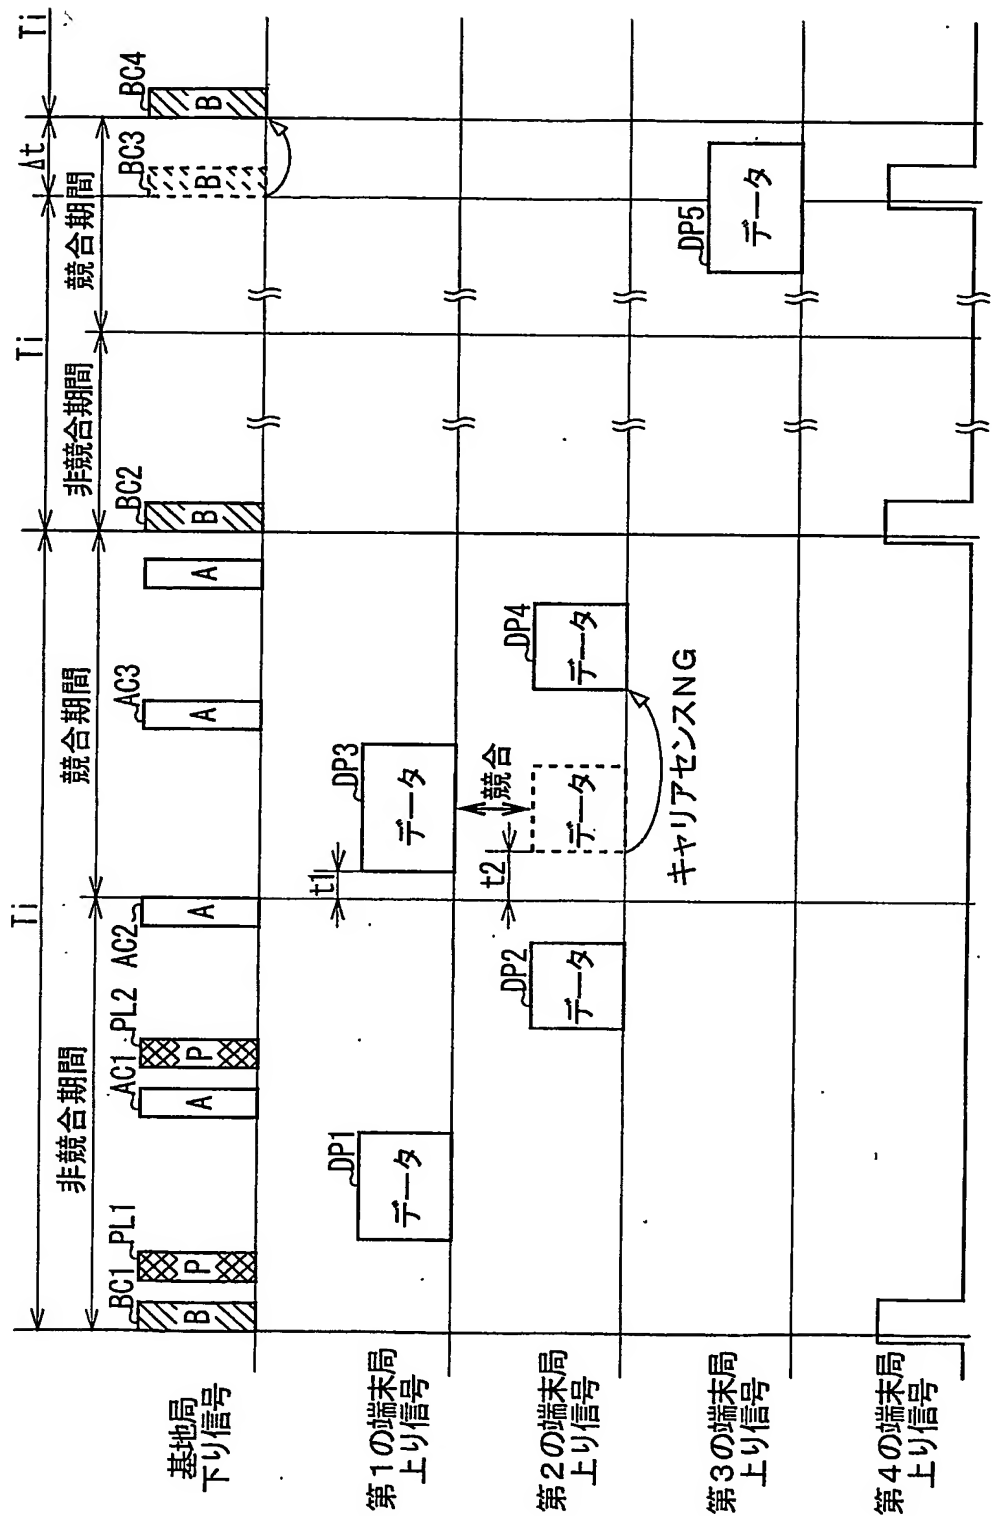 Ti
Ti
Ti
Δt
非競合期間
競合期間
非競合期間
競合期間
基地局
下り信号
BC1
B
PL1
P
AC1
A
PL2
P
AC2
A
AC3
A
A
BC2
B
BC3
B
BC4
B
第1の端末局
上り信号
DP1
データ
t1
DP3
データ
競合
第2の端末局
上り信号
DP2
データ
t2
データ
DP4
データ
キャリアセンスNG
第3の端末局
上り信号
DP5
データ
第4の端末局
上り信号